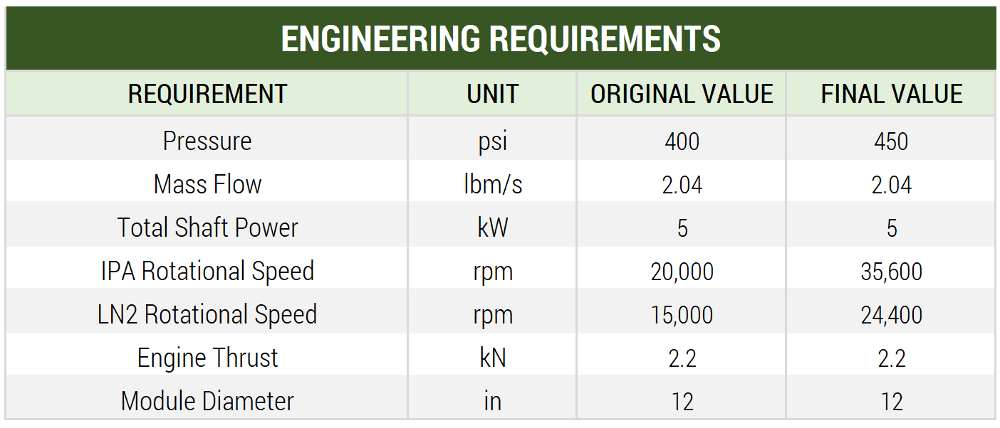 ENGINEERING REQUIREMENTS
REQUIREMENT UNIT ORIGINAL VALUE FINAL VALUE
Pressure psi 400 450
Mass Flow lbm/s 2.04 2.04
Total Shaft Power kW 5 5
IPA Rotational Speed rpm 20,000 35,600
LN2 Rotational Speed rpm 15,000 24,400
Engine Thrust kN 2.2 2.2
Module Diameter in 12 12